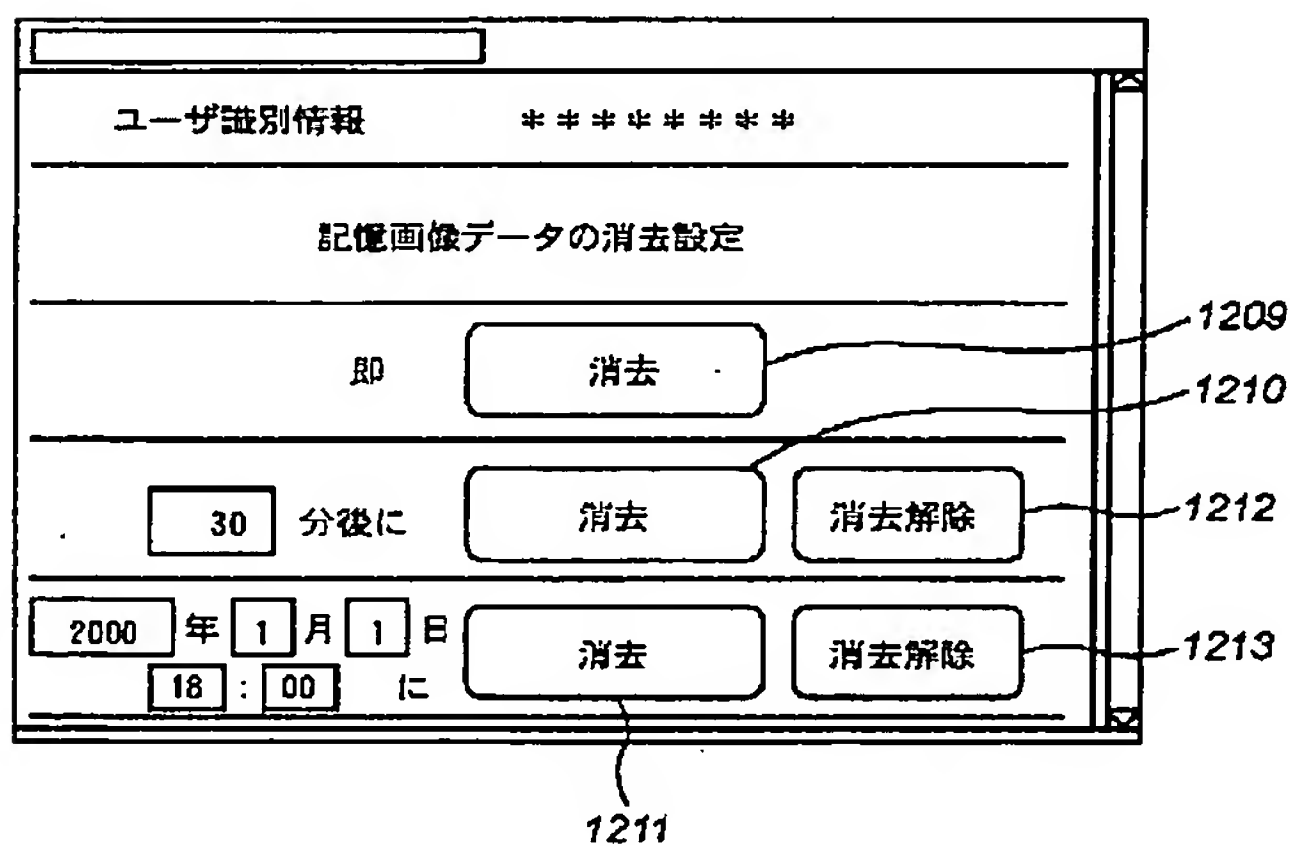 ユーザ識別情報 ********
記憶画像データの消去設定
即 消去 1209
1210
30 分後に 消去 消去解除 1212
2000 年 1 月 1 日 消去 消去解除 1213
18 : 00 に
1211